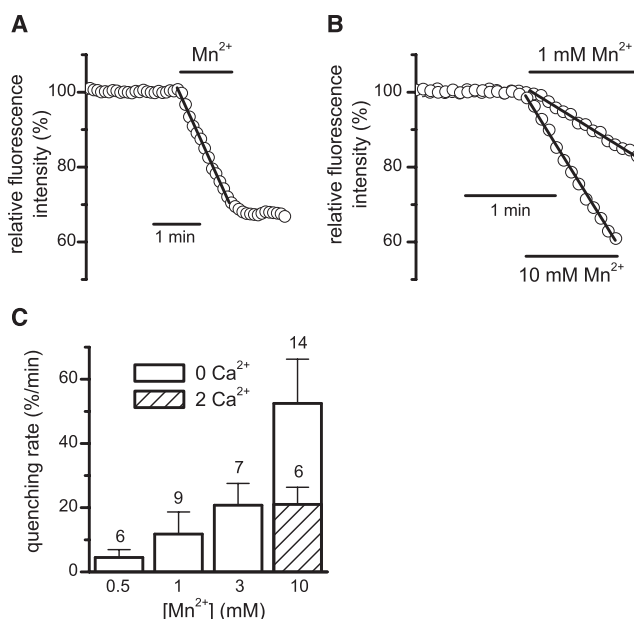 A
Mn²⁺
relative fluorescence
intensity (%)
100
80
60
1 min
B
1 mM Mn²⁺
relative fluorescence
intensity (%)
100
80
60
1 min
10 mM Mn²⁺
C
quenching rate (%/min)
60
40
20
0
0 Ca²⁺
2 Ca²⁺
6
9
7
14
6
0.5
1
3
10
[Mn²⁺] (mM)